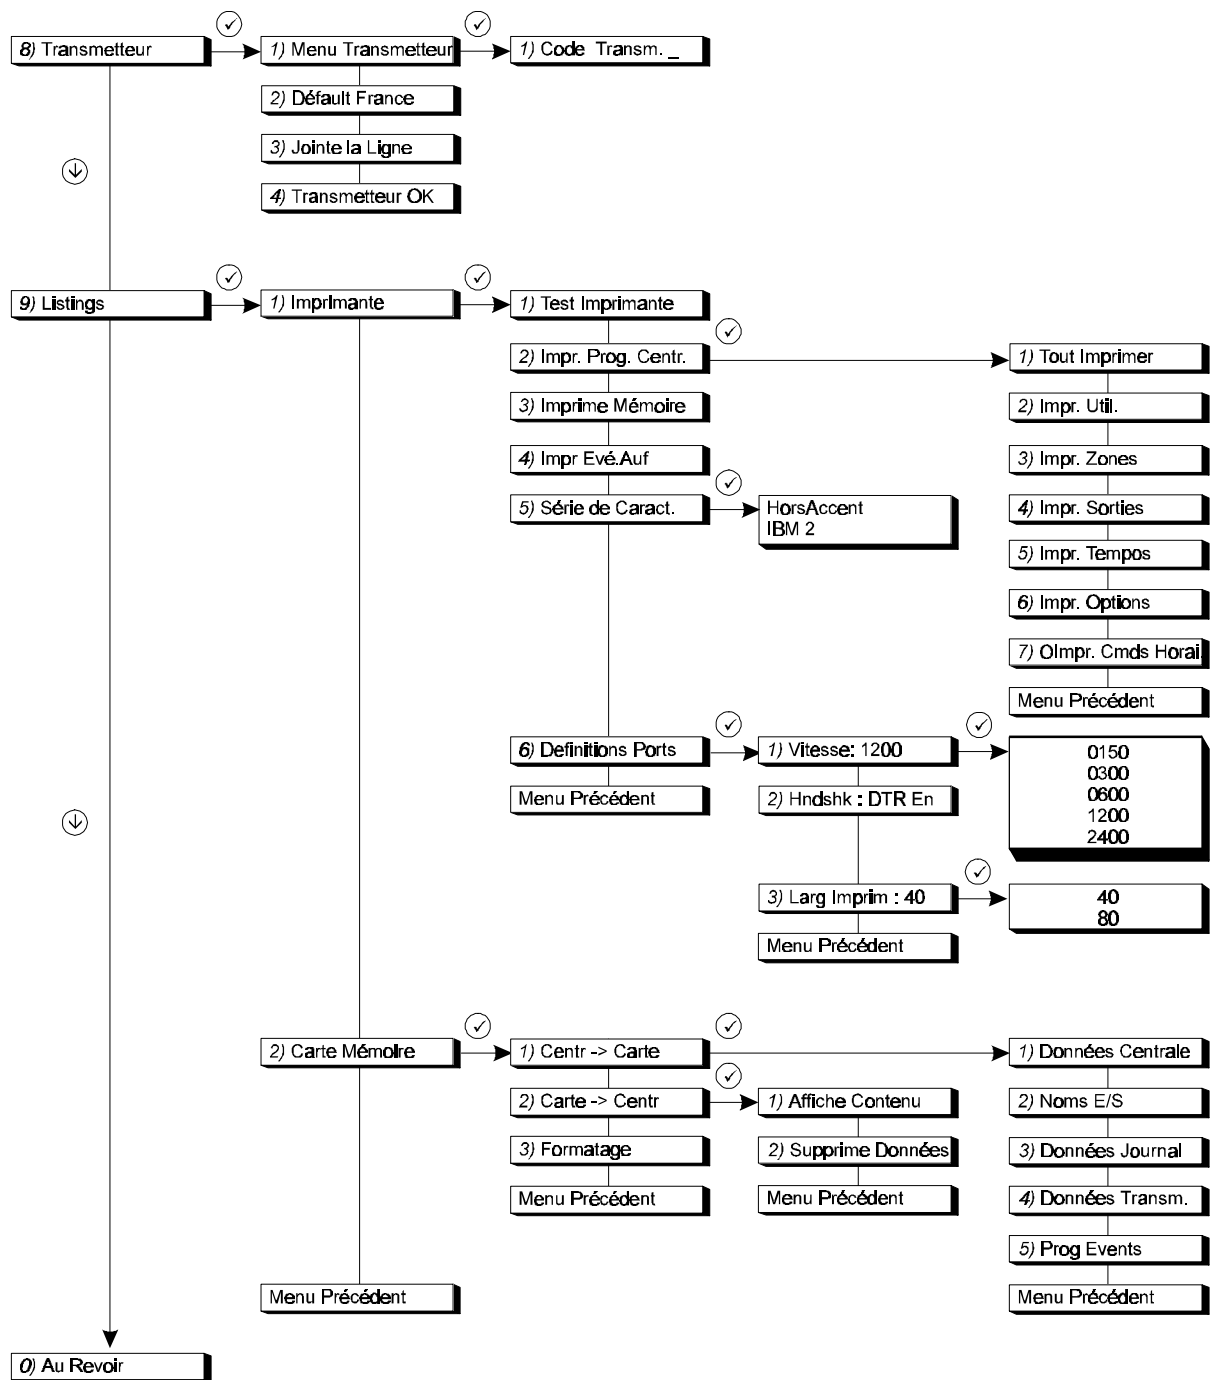 8) Transmetteur
1) Menu Transmetteur
1) Code Transm. _
2) Défault France
3) Jointe la Ligne
4) Transmetteur OK
9) Listings
1) Imprimante
1) Test Imprimante
2) Impr. Prog. Centr.
1) Tout Imprimer
3) Imprime Mémoire
2) Impr. Util.
4) Impr Evé.Auf
3) Impr. Zones
5) Série de Caract.
HorsAccent
IBM 2
4) Impr. Sorties
5) Impr. Tempos
6) Impr. Options
7) OImpr. Cmds Horai.
Menu Précédent
6) Definitions Ports
1) Vitesse: 1200
0150
0300
0600
1200
2400
Menu Précédent
2) Hndshk : DTR En
3) Larg Imprim : 40
40
80
Menu Précédent
2) Carte Mémoire
1) Centr -> Carte
1) Données Centrale
2) Carte -> Centr
1) Affiche Contenu
2) Noms E/S
3) Formatage
2) Supprime Données
3) Données Journal
Menu Précédent
Menu Précédent
4) Données Transm.
5) Prog Events
Menu Précédent
Menu Précédent
0) Au Revoir